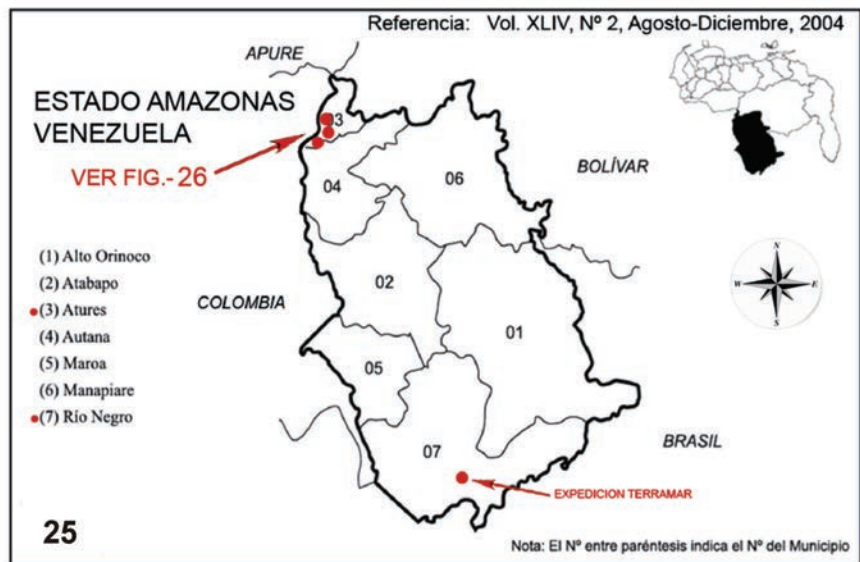 Referencia: Vol. XLIV, Nº 2, Agosto-Diciembre, 2004
APURE
ESTADO AMAZONAS
VENEZUELA
VER FIG.- 26
3
04
06
BOLÍVAR
(1) Alto Orinoco
(2) Atabapo
(3) Atures
(4) Autana
(5) Maroa
(6) Manapiare
(7) Río Negro
COLOMBIA
02
01
05
07
BRASIL
EXPEDICION TERRAMAR
N
W
E
S
25
Nota: El Nº entre paréntesis indica el Nº del Municipio